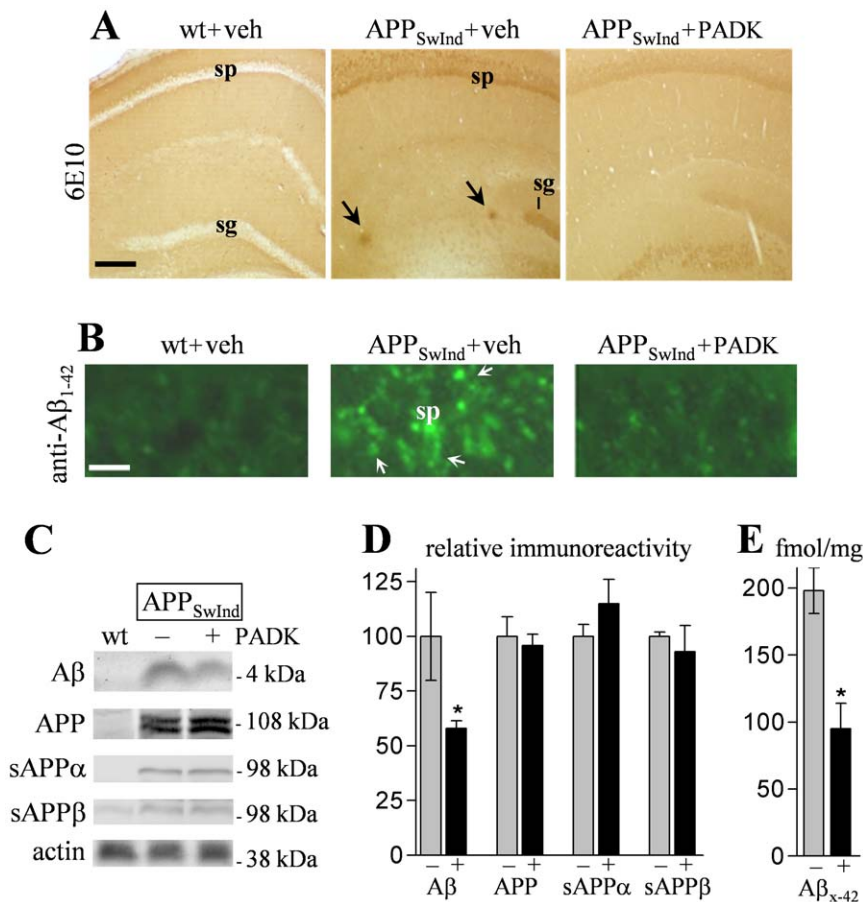 A
wt+veh
APPSwInd+veh
APPSwInd+PADK
6E10
sp
sg
sp
sg
B
wt+veh
APPSwInd+veh
APPSwInd+PADK
anti-Aβ1-42
sp
C
APPSwInd
wt – + PADK
Aβ - 4 kDa
APP - 108 kDa
sAPPα - 98 kDa
sAPPβ - 98 kDa
actin - 38 kDa
D
relative immunoreactivity
125
100
75
50
25
0
*
– + – + – + – +
Aβ APP sAPPα sAPPβ
E
fmol/mg
200
150
100
50
0
*
– +
Aβx-42